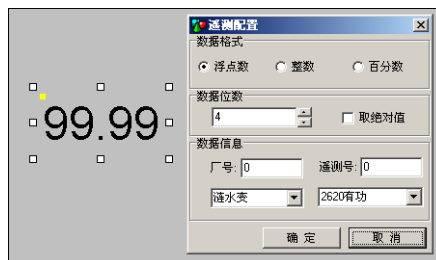 99.99
遥测配置
数据格式
浮点数 整数 百分数
数据位数
4 取绝对值
数据信息
厂号: 0 遥测号: 0
涟水变 2620有功
确 定 取 消